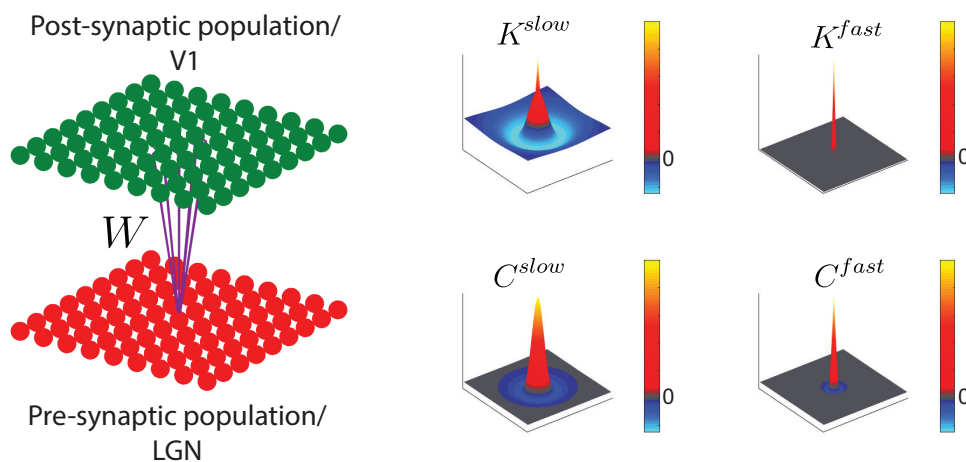 Post-synaptic population/
V1
W
Pre-synaptic population/
LGN
K^{slow}
0
K^{fast}
0
C^{slow}
0
C^{fast}
0